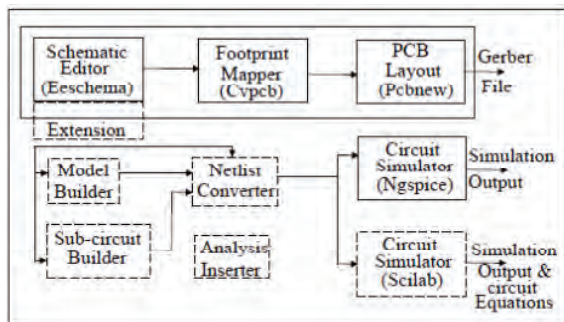 Schematic
Editor
(Eeschema)
Extension
Footprint
Mapper
(Cvpcb)
PCB
Layout
(Pcbnew)
Gerber
File
Model
Builder
Netlist
Converter
Circuit
Simulator
(Ngspice)
Simulation
Output
Sub-circuit
Builder
Analysis
Inserter
Circuit
Simulator
(Scilab)
Simulation
Output &
circuit
Equations